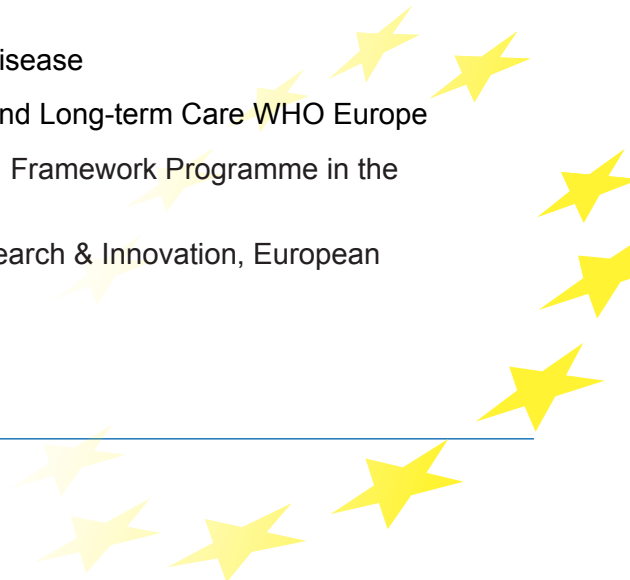 isease
nd Long-term Care WHO Europe
Framework Programme in the
earch & Innovation, European